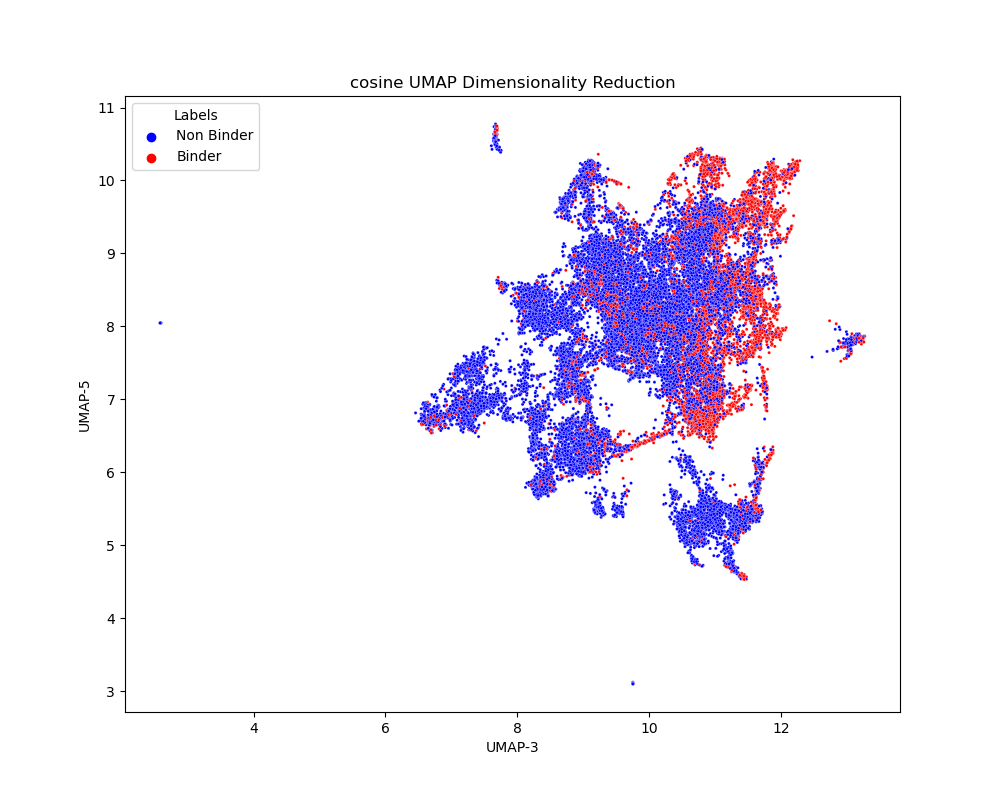 cosine UMAP Dimensionality Reduction
Labels
Non Binder
Binder
11
10
9
8
7
6
5
4
3
UMAP-5
4
6
8
10
12
UMAP-3